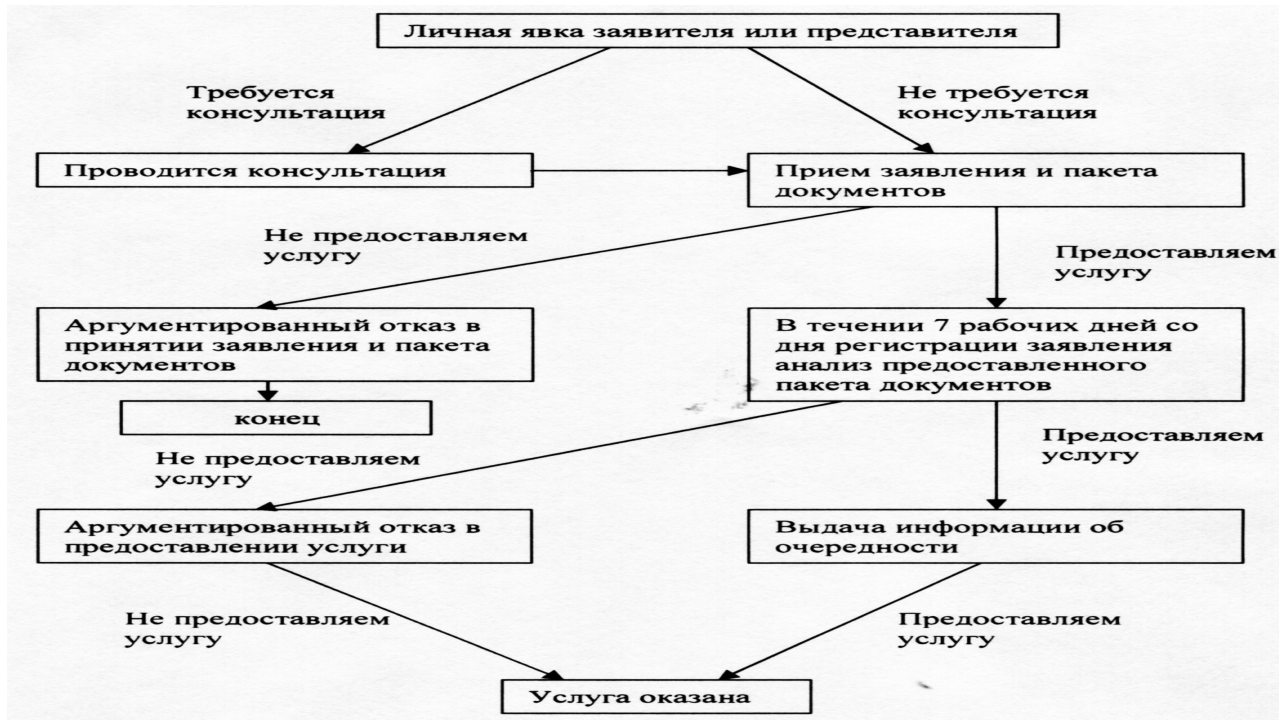 Личная явка заявителя или представителя
Требуется
консультация
Не требуется
консультация
Проводится консультация
Прием заявления и пакета
документов
Не предоставляем
услугу
Предоставляем
услугу
Аргументированный отказ в
принятии заявления и пакета
документов
В течении 7 рабочих дней со
дня регистрации заявления
анализ предоставленного
пакета документов
конец
Не предоставляем
услугу
Предоставляем
услугу
Аргументированный отказ в
предоставлении услуги
Выдача информации об
очередности
Не предоставляем
услугу
Предоставляем
услугу
Услуга оказана